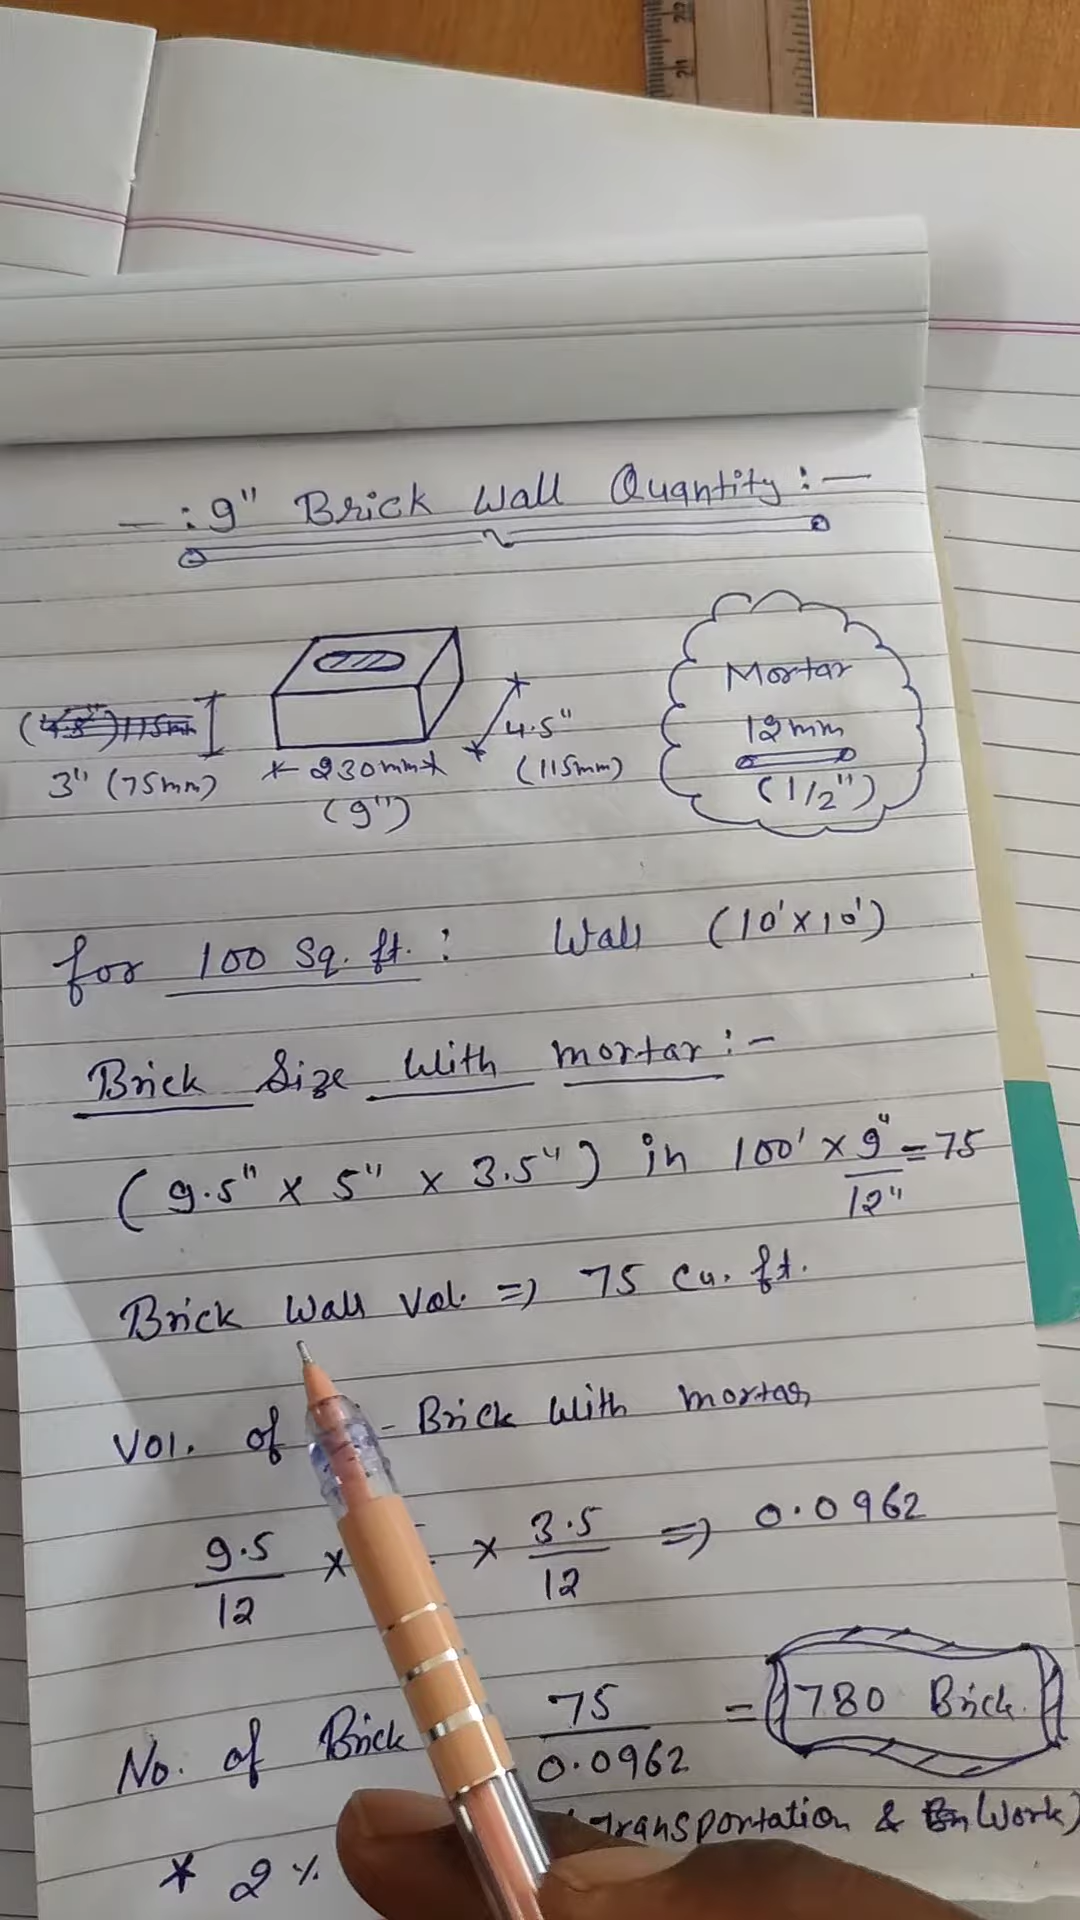 -: 9" Brick Wall Quantity :-
Mortar
12mm
(1/2")
3" (75mm)
230mm
(9")
4.5"
(115mm)
for 100 Sq. ft. : Wall (10'x10')
Brick Size With mortar :-
(9.5" x 5" x 3.5") in 100' x 9"/12" = 75
Brick Wall Vol. => 75 Cu. ft.
Vol. of - Brick With mortar
9.5/12 x x 3.5/12 => 0.0962
No. of Brick 75/0.0962 = 780 Brick.
* 2% transportation & Work)
21